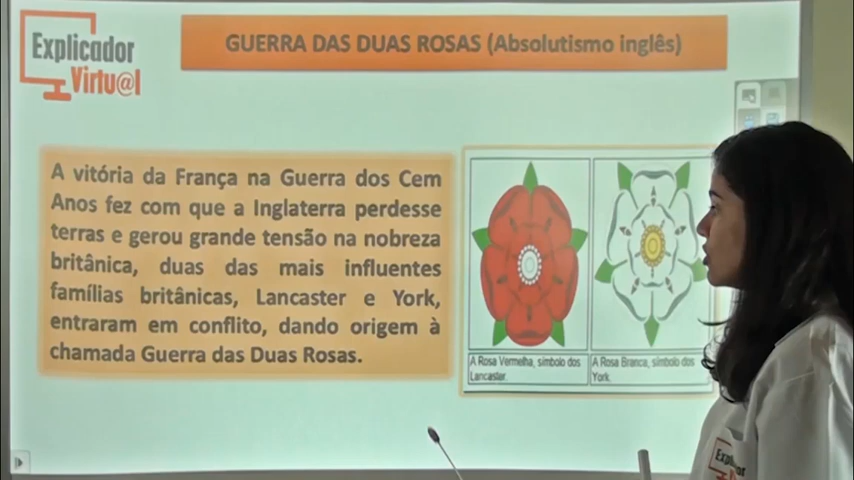 Explicador
Virtu@l
GUERRA DAS DUAS ROSAS (Absolutismo inglês)
A vitória da França na Guerra dos Cem
Anos fez com que a Inglaterra perdesse
terras e gerou grande tensão na nobreza
britânica, duas das mais influentes
famílias britânicas, Lancaster e York,
entraram em conflito, dando origem à
chamada Guerra das Duas Rosas.
A Rosa Vermelha, símbolo dos
Lancaster.
A Rosa Branca, símbolo dos
York.